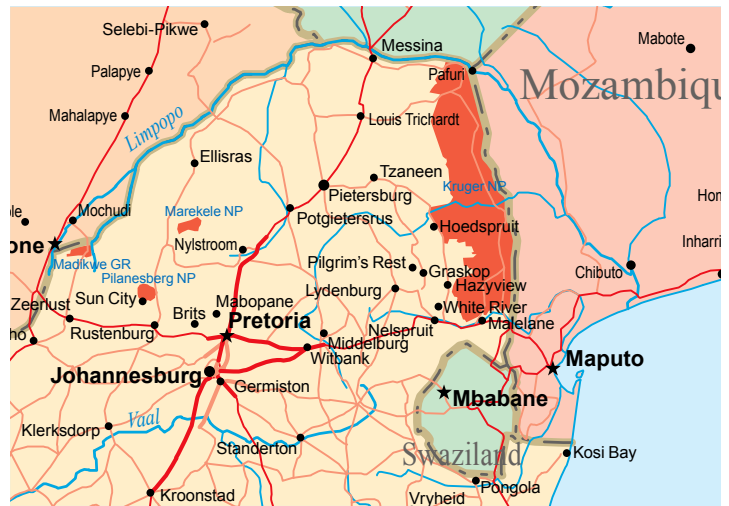 Selebi-Pikwe
Messina
Mabote
Palapye
Pafuri
Mozambiqu
Mahalapye
Limpopo
Louis Trichardt
Ellisras
Tzaneen
Kruger NP
Pietersburg
Hom
ole
Mochudi
Marekele NP
Potgietersrus
Hoedspruit
one
Nylstroom
Inharri
Madikwe GR
Pilgrim's Rest
Graskop
Chibuto
Pilanesberg NP
Lydenburg
Hazyview
Zeerlust
Sun City
Mabopane
White River
Brits
Pretoria
Nelspruit
Malelane
ho
Rustenburg
Middelburg
Witbank
Maputo
Johannesburg
Germiston
Mbabane
Vaal
Klerksdorp
Standerton
Swaziland
Kosi Bay
Kroonstad
Vryheid
Pongola